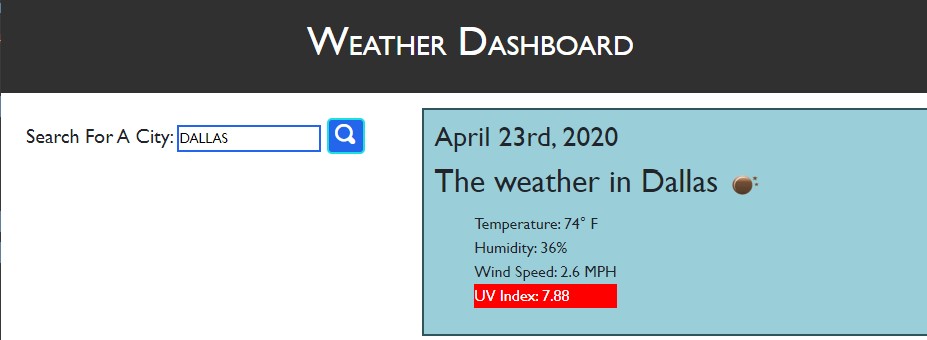 Weather Dashboard
Search For A City: DALLAS
April 23rd, 2020
The weather in Dallas
Temperature: 74° F
Humidity: 36%
Wind Speed: 2.6 MPH
UV Index: 7.88